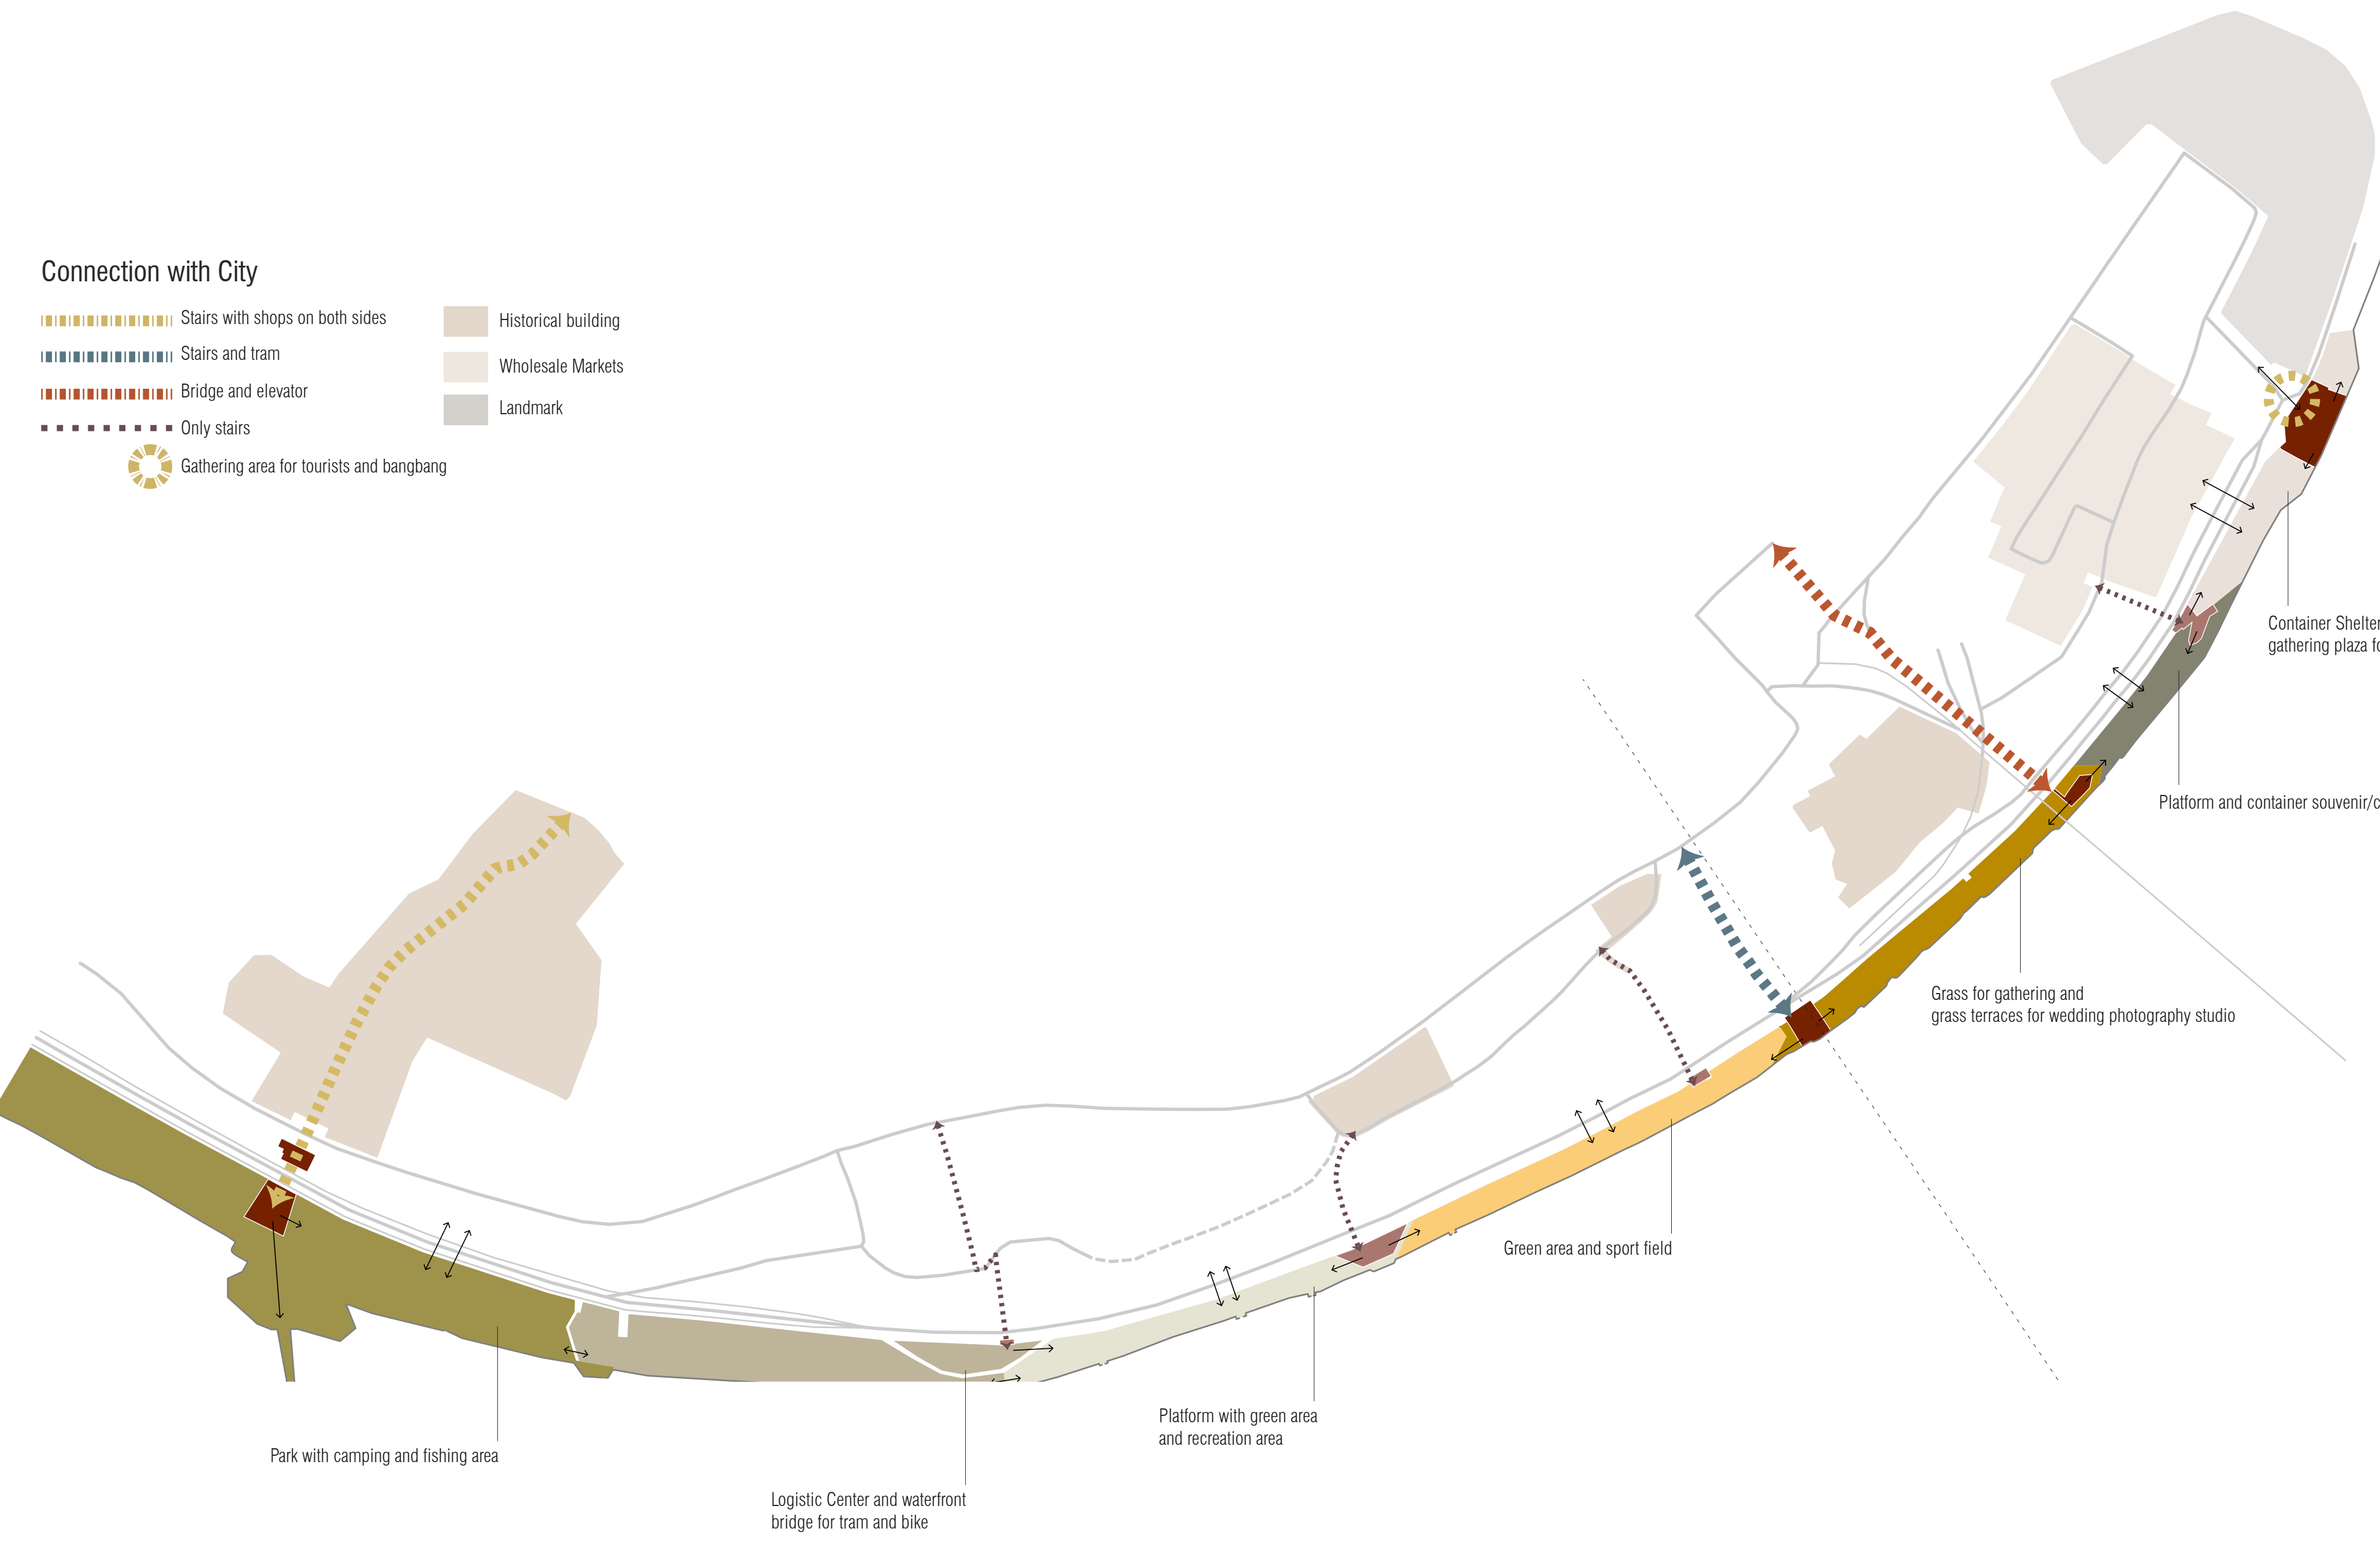 Connection with City
Stairs with shops on both sides
Stairs and tram
Bridge and elevator
Only stairs
Gathering area for tourists and bangbang
Historical building
Wholesale Markets
Landmark
Container Shelter
gathering plaza
Platform and container
Grass for gathering and
grass terraces for wedding photography studio
Green area and sport field
Platform with green area
and recreation area
Park with camping and fishing area
Logistic Center and waterfront
bridge for tram and bike